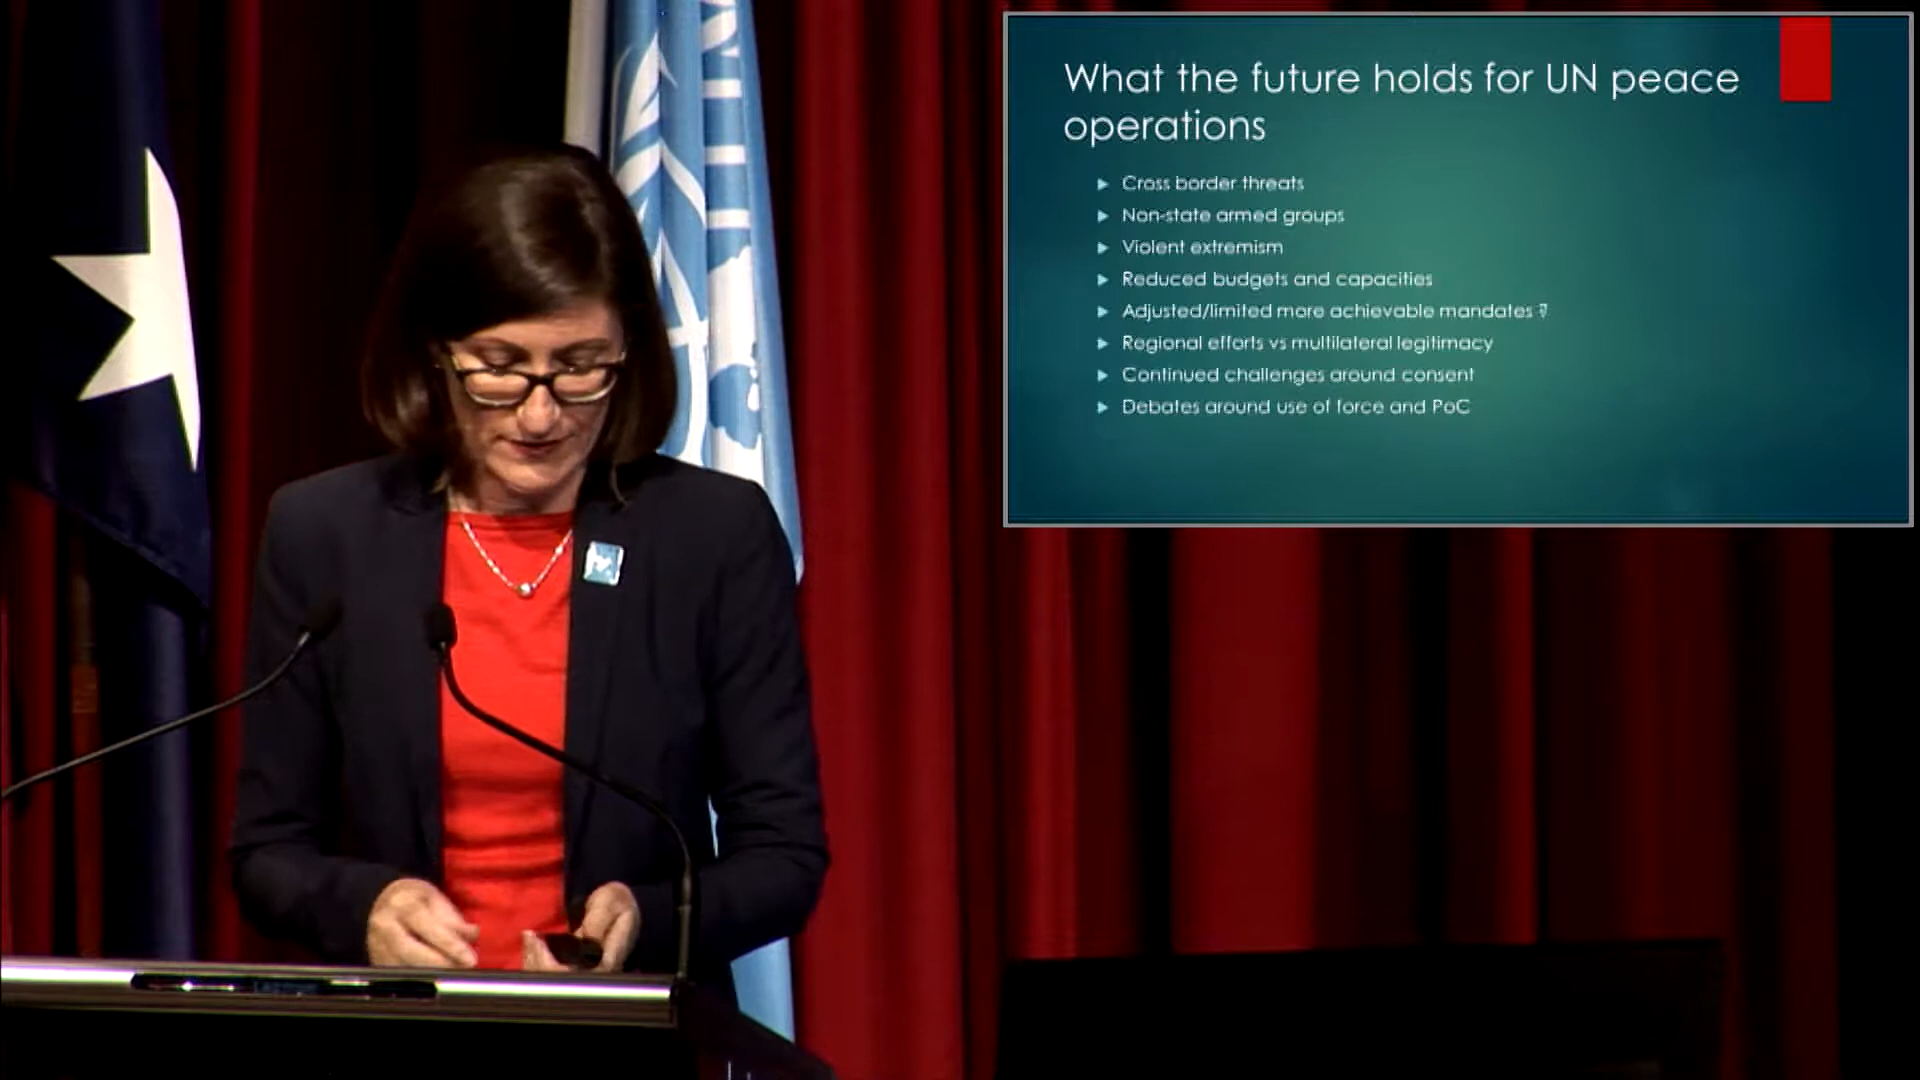 What the future holds for UN peace
operations
Cross border threats
Non-state armed groups
Violent extremism
Reduced budgets and capacities
Adjusted/limited more achievable mandates ?
Regional efforts vs multilateral legitimacy
Continued challenges around consent
Debates around use of force and PoC